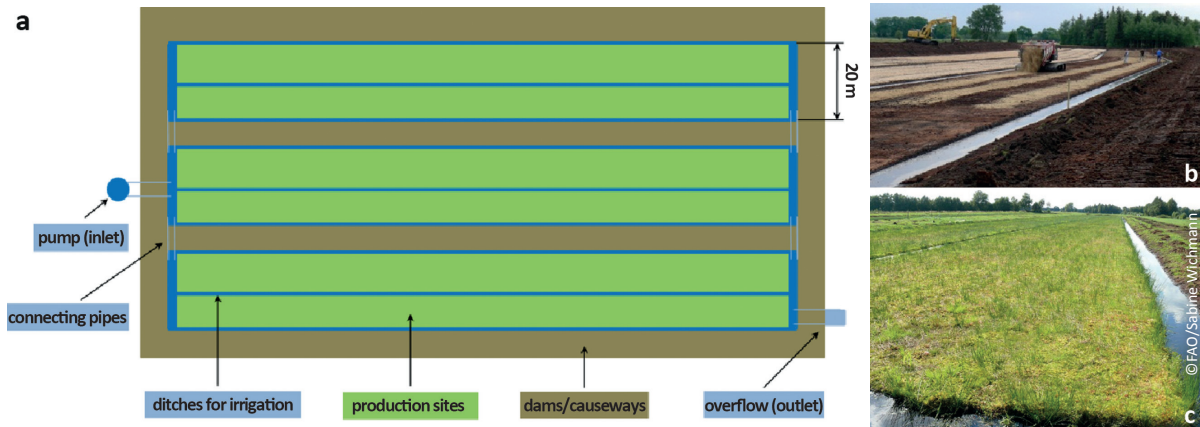 a
20 m
pump (inlet)
connecting pipes
ditches for irrigation
production sites
dams/causeways
overflow (outlet)
b
c
©FAO/Sabine Wichmann